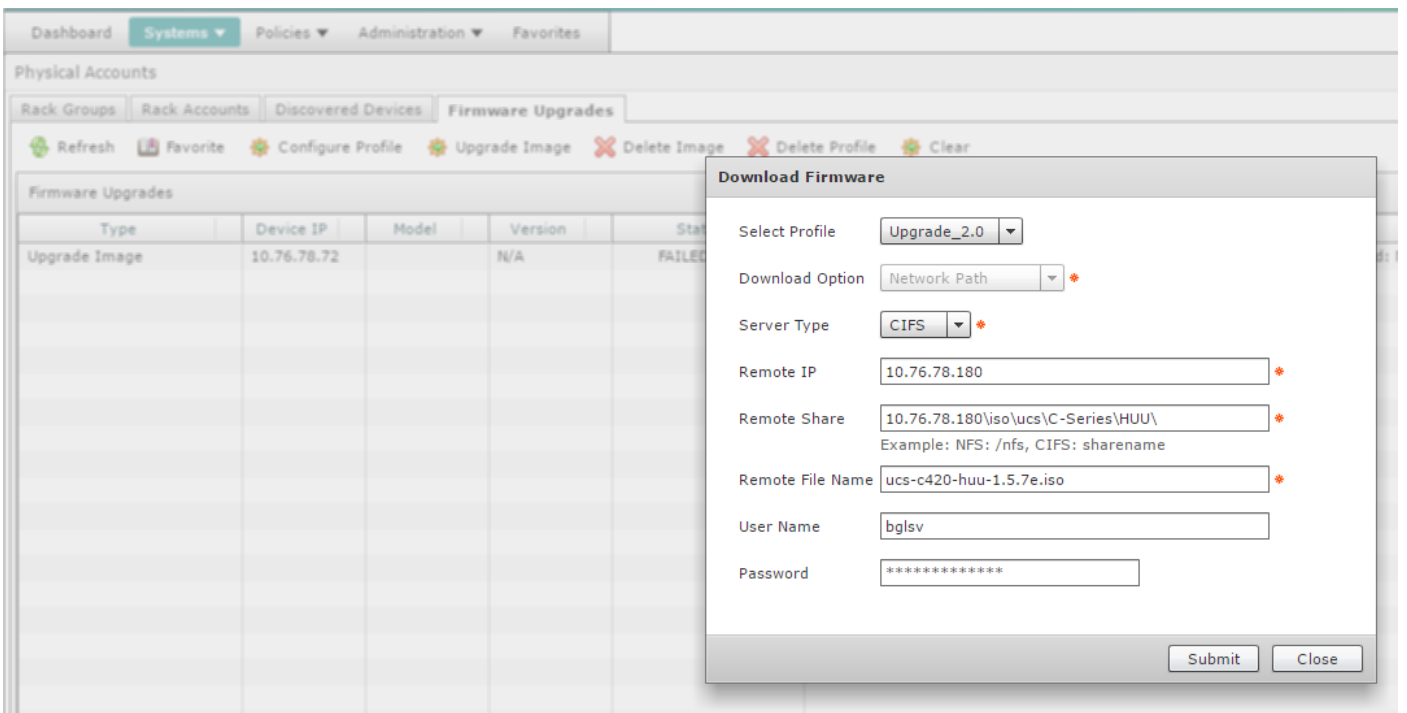 Dashboard Systems ▼ Policies ▼ Administration ▼ Favorites
Physical Accounts
Rack Groups Rack Accounts Discovered Devices Firmware Upgrades
Refresh Favorite Configure Profile Upgrade Image Delete Image Delete Profile Clear
Firmware Upgrades
Type Device IP Model Version Stat
Upgrade Image 10.76.78.72 N/A FAILED
Download Firmware
Select Profile Upgrade_2.0
Download Option Network Path
Server Type CIFS
Remote IP 10.76.78.180
Remote Share 10.76.78.180\iso\ucs\C-Series\HUU\
Example: NFS: /nfs, CIFS: sharename
Remote File Name ucs-c420-huu-1.5.7e.iso
User Name bglsv
Password *************
Submit Close